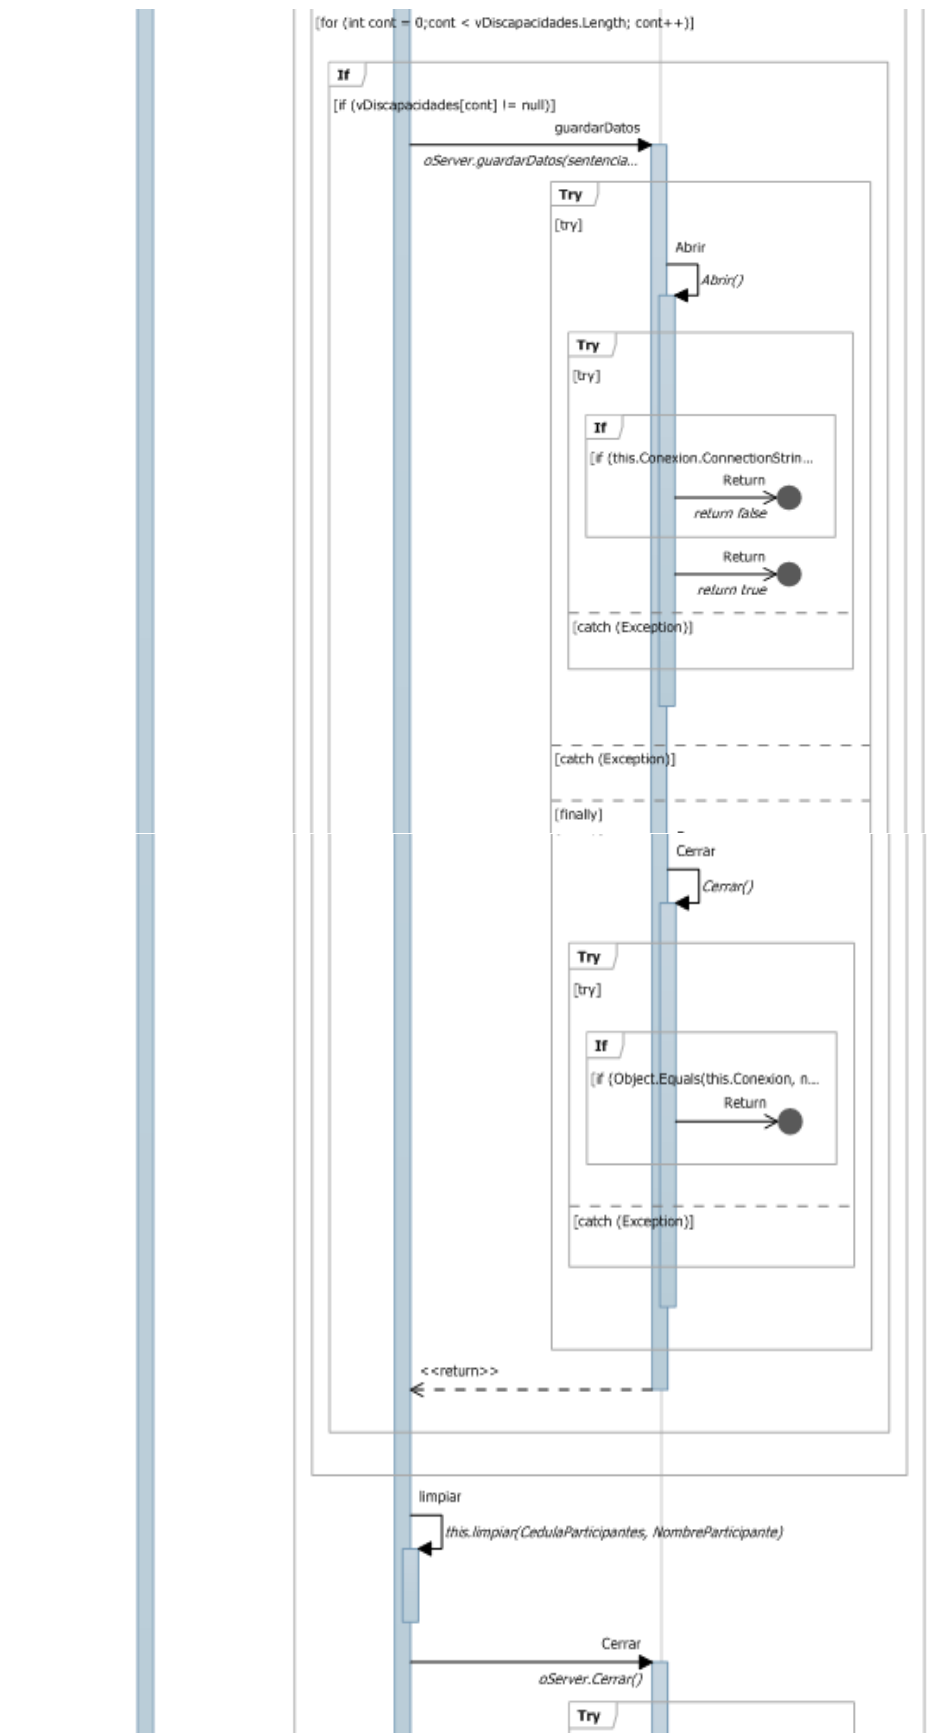 [for (int cont = 0;cont < vDiscapacidades.Length; cont++)]
If
[if (vDiscapacidades[cont] != null)]
guardarDatos
oServer.guardarDatos(sentencia...
Try
[try]
Abrir
Abrir()
Try
[try]
If
[if (this.Conexion.ConnectionStrin...
Return
return false
Return
return true
[catch (Exception)]
[catch (Exception)]
[finally]
Cerrar
Cerrar()
Try
[try]
If
[if (Object.Equals(this.Conexion, n...
Return
[catch (Exception)]
<<return>>
limpiar
this.limpiar(CedulaParticipantes, NombreParticipante)
Cerrar
oServer.Cerrar()
Try